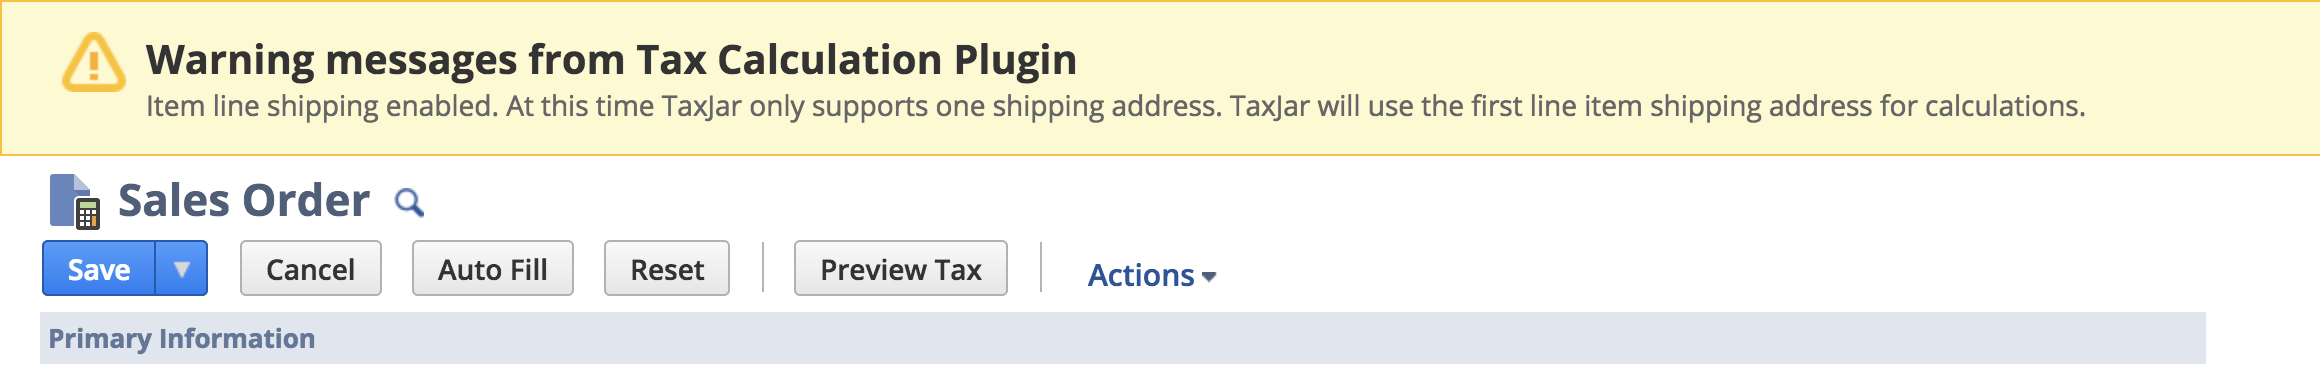 Warning messages from Tax Calculation Plugin
Item line shipping enabled. At this time TaxJar only supports one shipping address. TaxJar will use the first line item shipping address for calculations.
Sales Order
Save Cancel Auto Fill Reset Preview Tax Actions
Primary Information